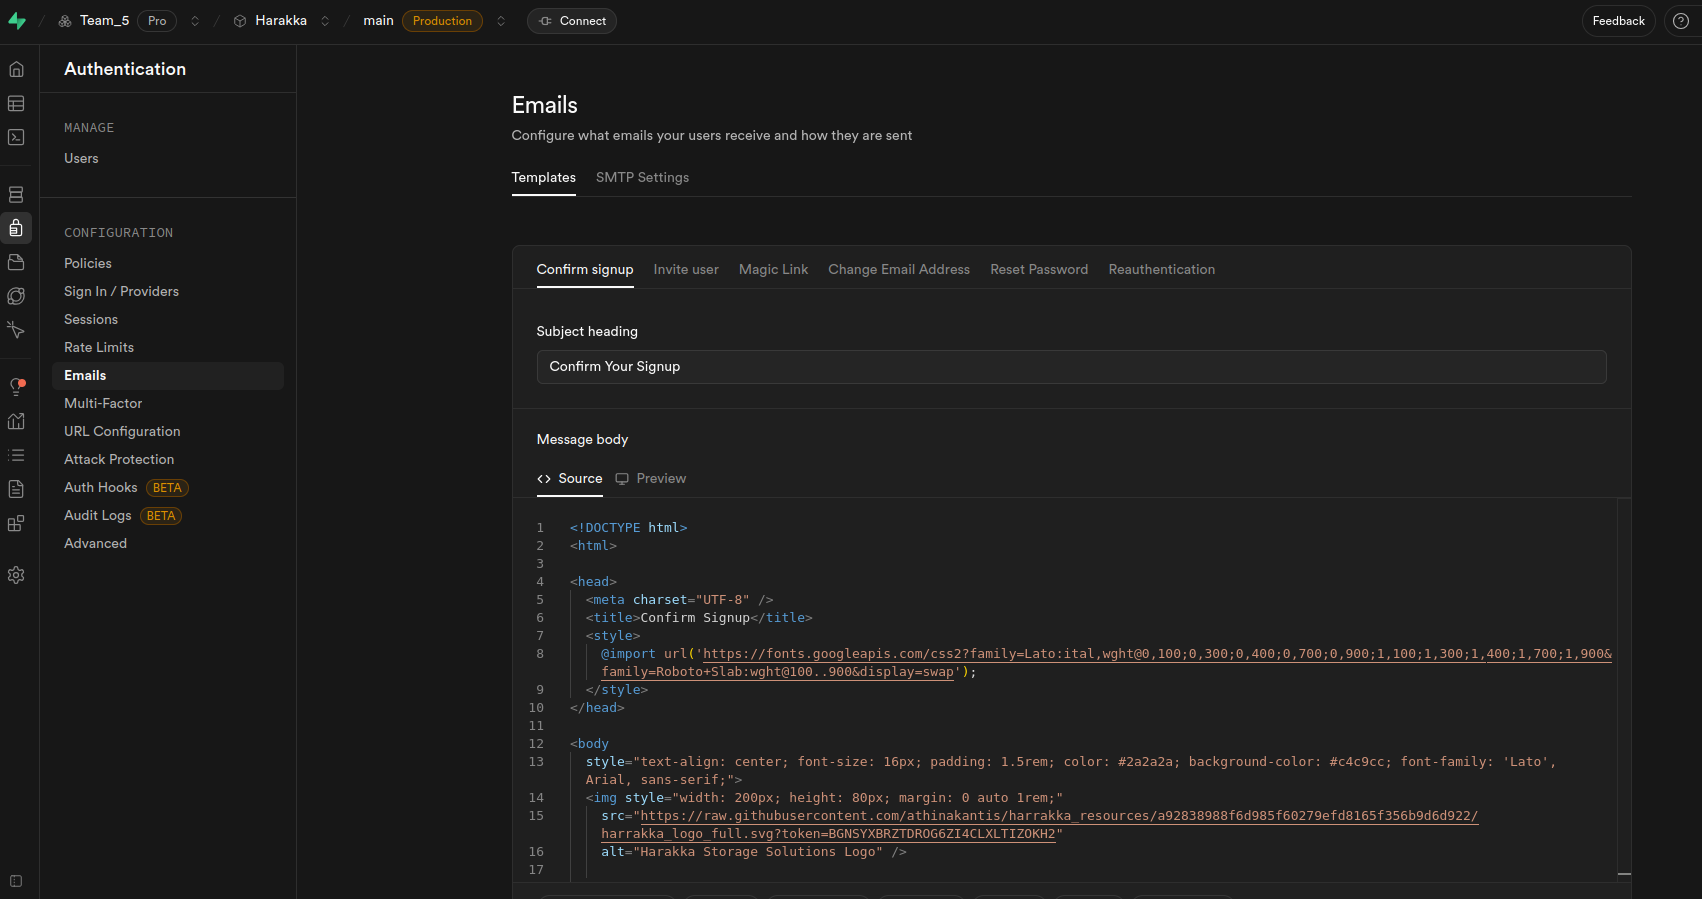 Team_5 Pro Harakka main Production Connect Feedback
Authentication
MANAGE
Users
CONFIGURATION
Policies
Sign In / Providers
Sessions
Rate Limits
Emails
Multi-Factor
URL Configuration
Attack Protection
Auth Hooks BETA
Audit Logs BETA
Advanced
Emails
Configure what emails your users receive and how they are sent
Templates SMTP Settings
Confirm signup Invite user Magic Link Change Email Address Reset Password Reauthentication
Subject heading
Confirm Your Signup
Message body
<> Source Preview
1 <!DOCTYPE html>
2 <html>
3
4 <head>
5 <meta charset="UTF-8" />
6 <title>Confirm Signup</title>
7 <style>
8 @import url('https://fonts.googleapis.com/css2?family=Lato:ital,wght@0,100;0,300;0,400;0,700;0,900;1,100;1,300;1,400;1,700;1,900&
family=Roboto+Slab:wght@100..900&display=swap');
9 </style>
10 </head>
11
12 <body
13 style="text-align: center; font-size: 16px; padding: 1.5rem; color: #2a2a2a; background-color: #c4c9cc; font-family: 'Lato',
Arial, sans-serif;">
14 <img style="width: 200px; height: 80px; margin: 0 auto 1rem;"
15 src="https://raw.githubusercontent.com/athinakantis/harrakka_resources/a92838988f6d985f60279efd8165f356b9d6d922/
harrakka_logo_full.svg?token=BGNSYXBRZTDROG6ZI4CLXLTIZOKH2"
16 alt="Harakka Storage Solutions Logo" />
17